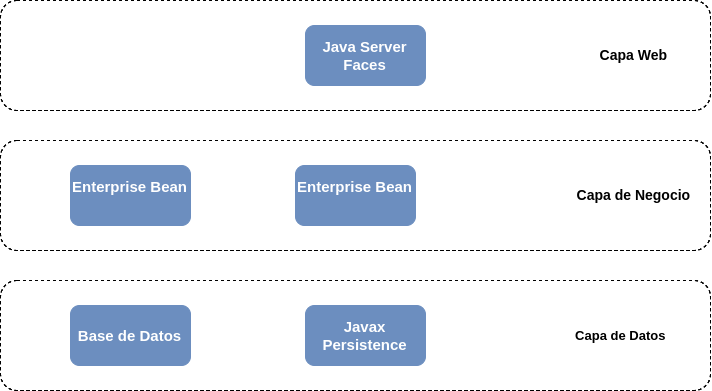 Java Server
Faces
Capa Web
Enterprise Bean
Enterprise Bean
Capa de Negocio
Base de Datos
Javax
Persistence
Capa de Datos